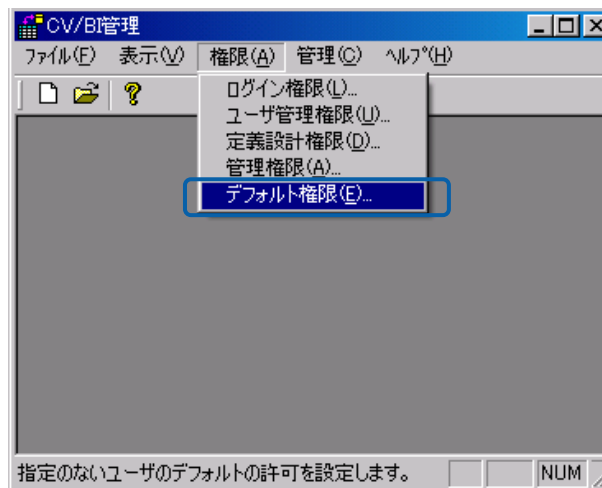 CV/BI管理
ファイル(F) 表示(V) 権限(A) 管理(C) ヘルプ(H)
ログイン権限(L)...
ユーザ管理権限(U)...
定義設計権限(D)...
管理権限(A)...
デフォルト権限(E)...
指定のないユーザのデフォルトの許可を設定します。 NUM